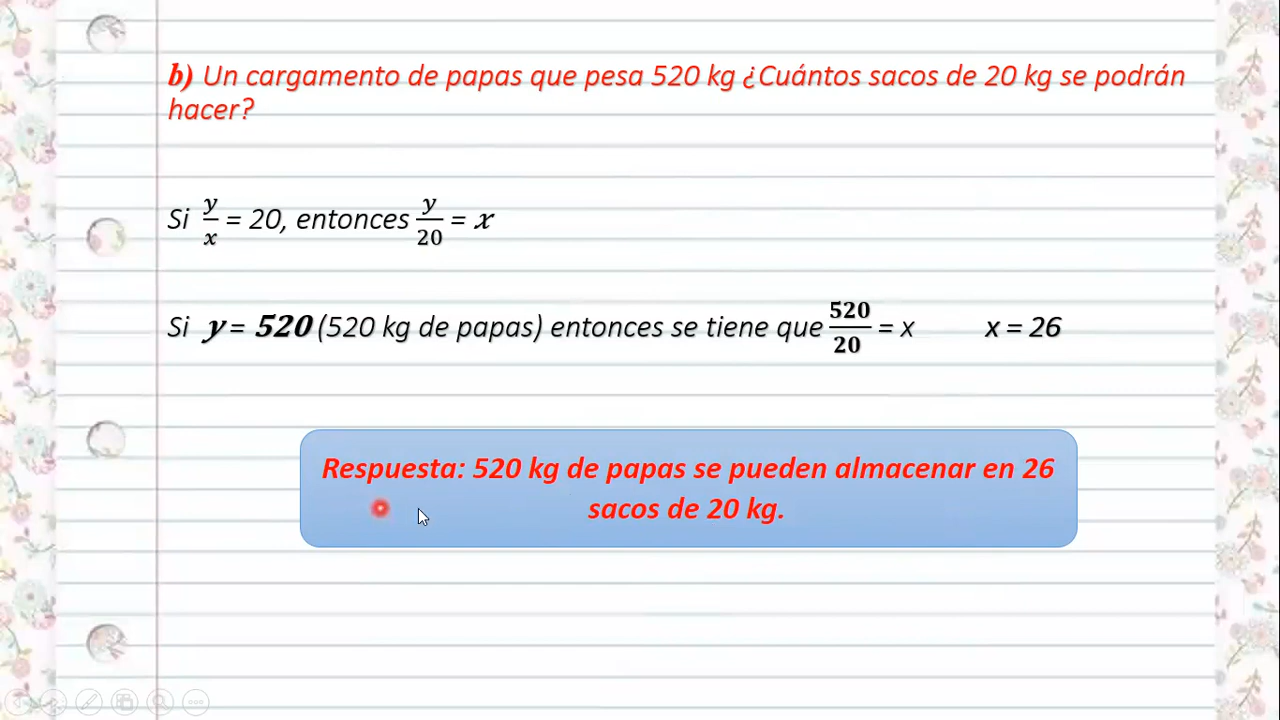 b) Un cargamento de papas que pesa 520 kg ¿Cuántos sacos de 20 kg se podrán
hacer?
Si y/x = 20, entonces y/20 = x
Si y = 520 (520 kg de papas) entonces se tiene que 520/20 = x x = 26
Respuesta: 520 kg de papas se pueden almacenar en 26
sacos de 20 kg.